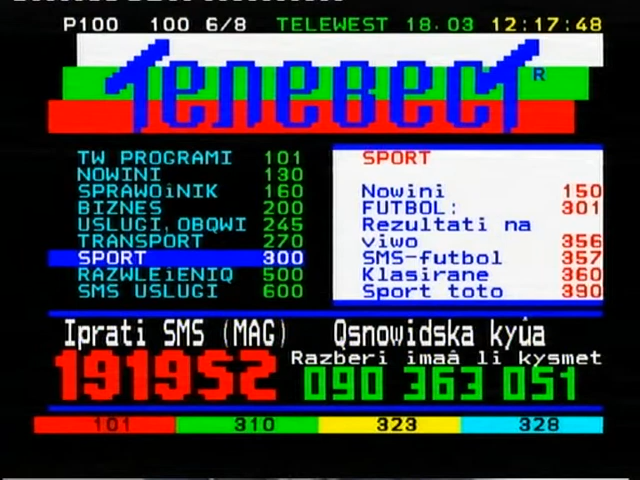 P100 100 6/8 TELEWEST 18.03 12:17:48
Телевест R
TW PROGRAMI 101
NOWINI 130
SPRAWOiNIK 160
BIZNES 200
USLUGI,OBQWI 245
TRANSPORT 270
SPORT 300
RAZWLEiENIQ 500
SMS USLUGI 600
SPORT
Nowini 150
FUTBOL: 301
Rezultati na
viwo 356
SMS-futbol 357
Klasirane 360
Sport toto 390
Iprati SMS (MAG)
1919S2
Qsnowidska kyûa
Razberi imaâ li kysmet
090 363 051
101 310 323 328